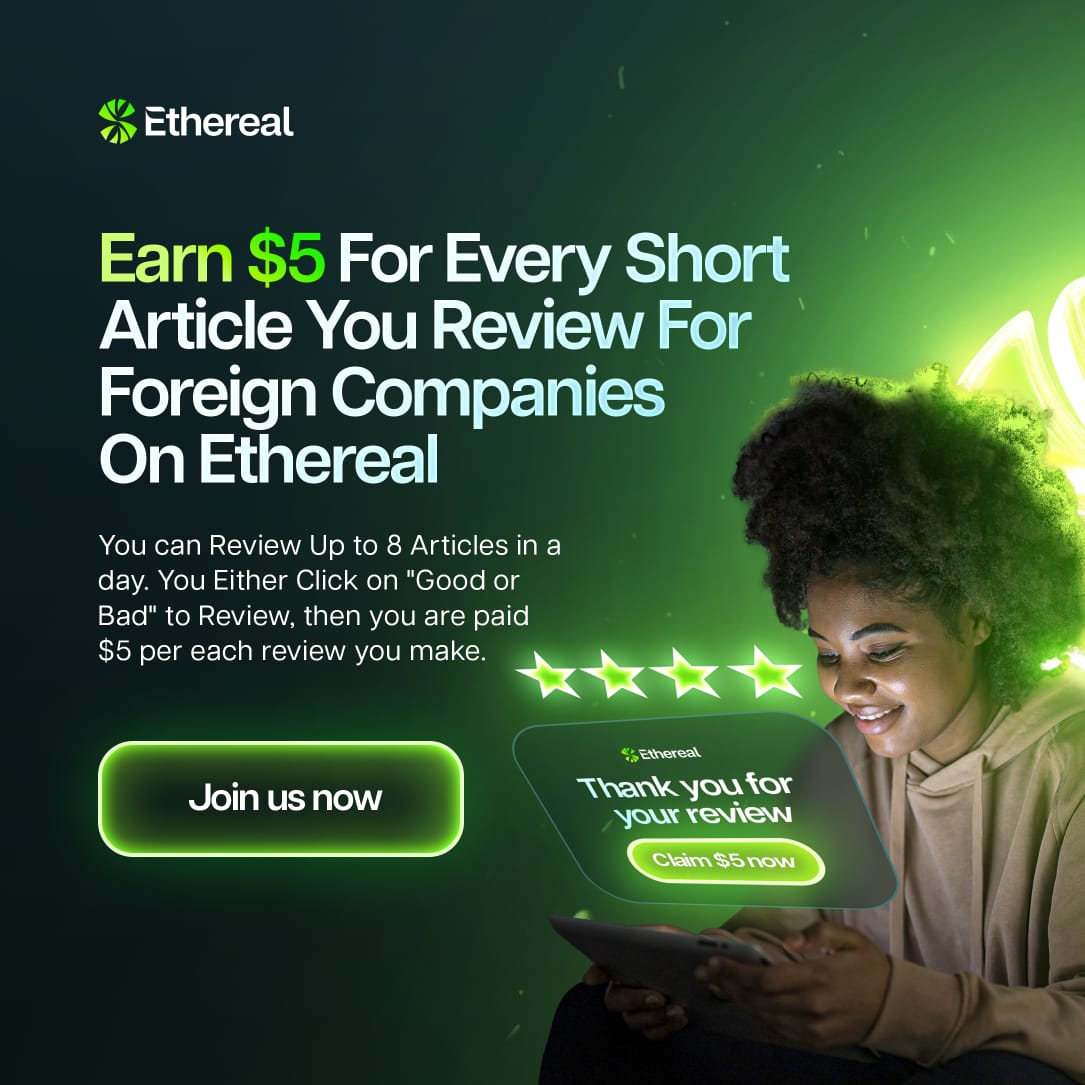 Ethereal
Earn $5 For Every Short
Article You Review For
Foreign Companies
On Ethereal
You can Review Up to 8 Articles in a
day. You Either Click on "Good or
Bad" to Review, then you are paid
$5 per each review you make.
Join us now
Ethereal
Thank you for
your review
Claim $5 now